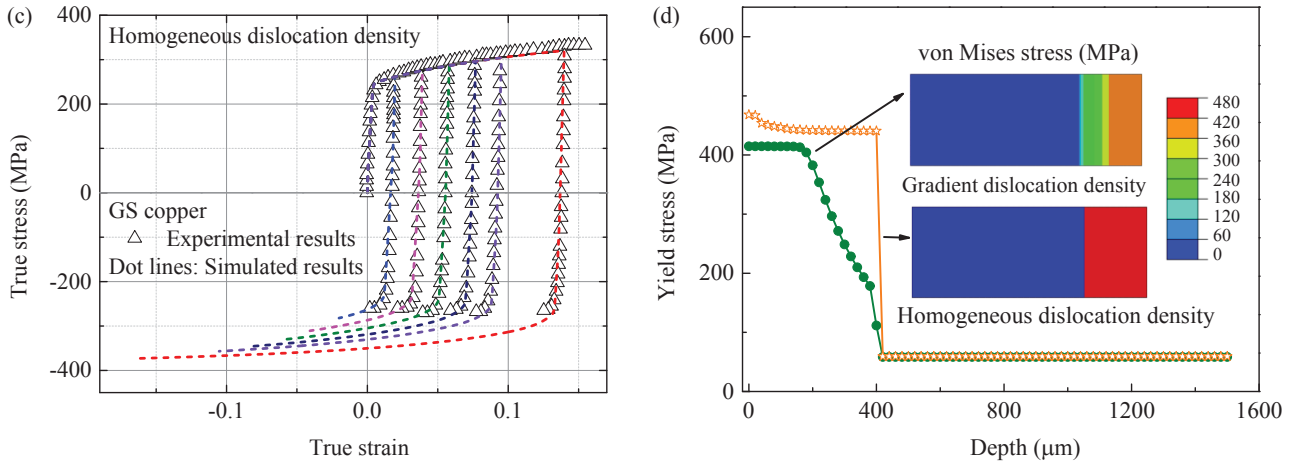 (c)
400
200
0
-200
-400
True stress (MPa)
Homogeneous dislocation density
GS copper
Experimental results
Dot lines: Simulated results
-0.1
0.0
0.1
True strain
(d)
600
400
200
0
Yield stress (MPa)
von Mises stress (MPa)
Gradient dislocation density
Homogeneous dislocation density
480
420
360
300
240
180
120
60
0
0
400
800
1200
1600
Depth (μm)